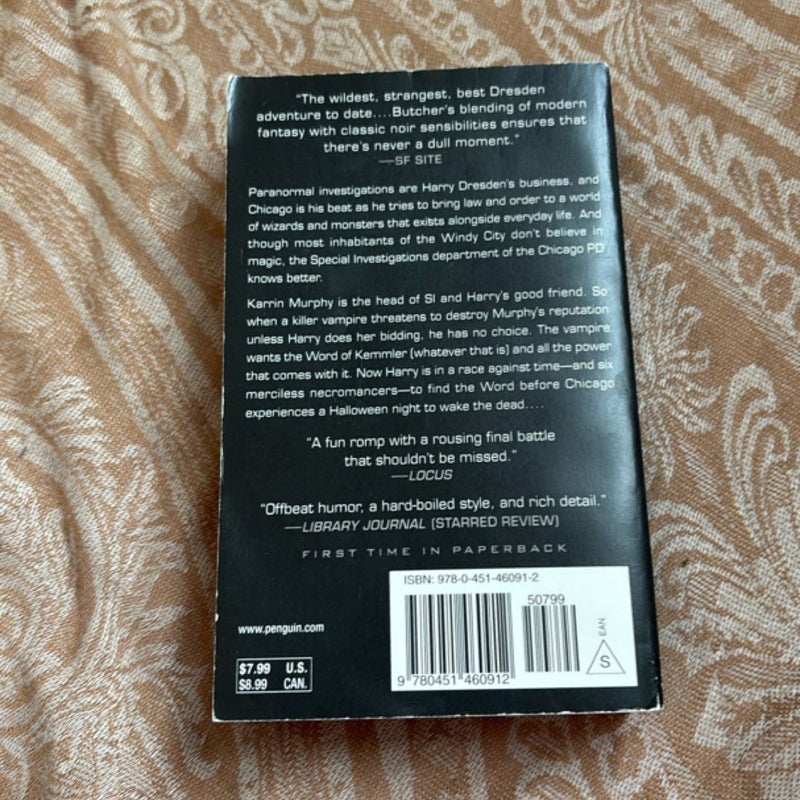 "The wildest, strangest, best Dresden
adventure to date....Butcher's blending of modern
fantasy with classic noir sensibilities ensures that
there's never a dull moment."
—SF SITE
Paranormal investigations are Harry Dresden's business, and
Chicago is his beat as he tries to bring law and order to a world
of wizards and monsters that exists alongside everyday life. And
though most inhabitants of the Windy City don't believe in
magic, the Special Investigations department of the Chicago PD
knows better.
Karrin Murphy is the head of SI and Harry's good friend. So
when a killer vampire threatens to destroy Murphy's reputation
unless Harry does her bidding, he has no choice. The vampire
wants the Word of Kemmler (whatever that is) and all the power
that comes with it. Now Harry is in a race against time—and six
merciless necromancers—to find the Word before Chicago
experiences a Halloween night to wake the dead....
"A fun romp with a rousing final battle
that shouldn't be missed."
—LOCUS
"Offbeat humor, a hard-boiled style, and rich detail."
—LIBRARY JOURNAL (STARRED REVIEW)
FIRST TIME IN PAPERBACK
ISBN: 978-0-451-46091-2
50799
EAN
S
9 780451 460912
www.penguin.com
$7.99 U.S.
$8.99 CAN.